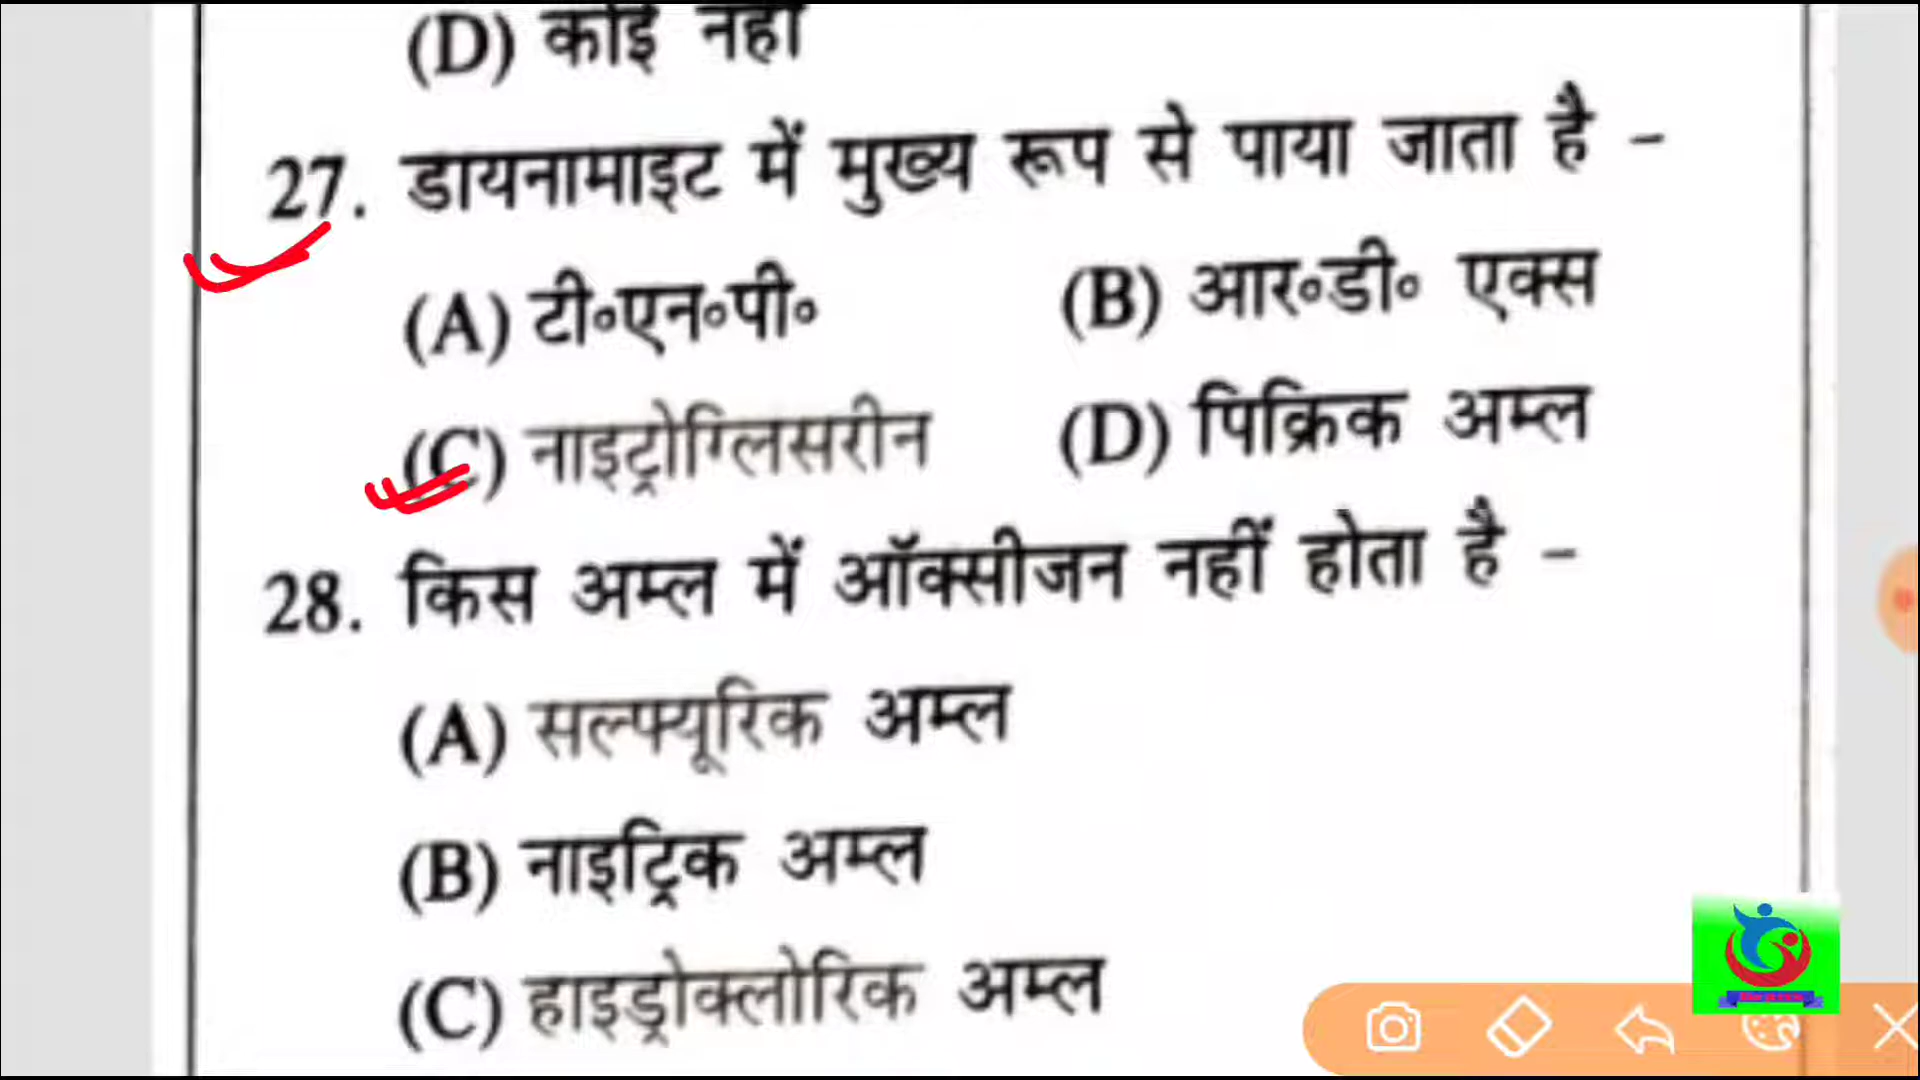 (D) कोई नहीं
27. डायनामाइट में मुख्य रूप से पाया जाता है -
(A) टी॰एन॰पी॰ (B) आर॰डी॰ एक्स
(C) नाइट्रोग्लिसरीन (D) पिक्रिक अम्ल
28. किस अम्ल में ऑक्सीजन नहीं होता है -
(A) सल्फ्यूरिक अम्ल
(B) नाइट्रिक अम्ल
(C) हाइड्रोक्लोरिक अम्ल